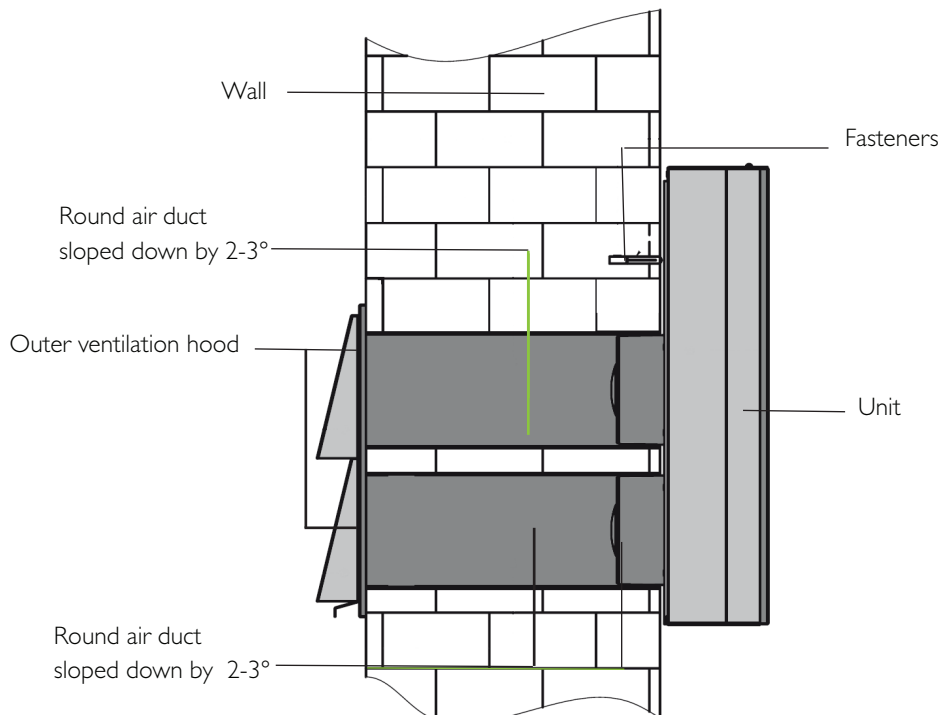 Wall
Fasteners
Round air duct
sloped down by 2-3°
Outer ventilation hood
Unit
Round air duct
sloped down by 2-3°